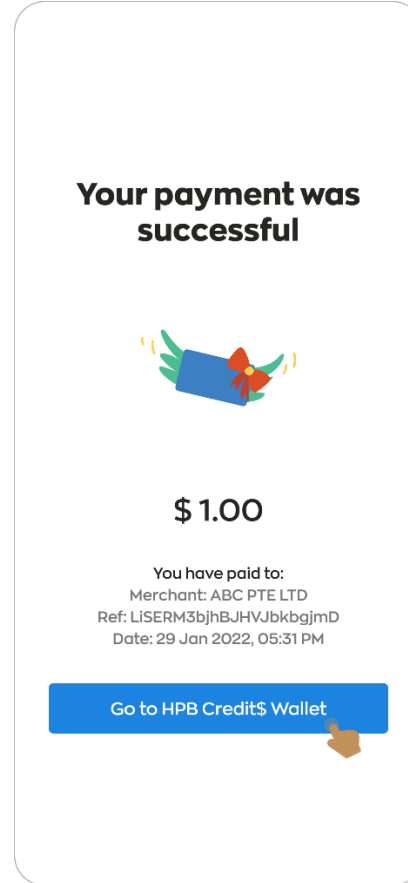 Your payment was
successful
$ 1.00
You have paid to:
Merchant: ABC PTE LTD
Ref: LiSERM3bjhBJHVJbkbgjmD
Date: 29 Jan 2022, 05:31 PM
Go to HPB Credit$ Wallet